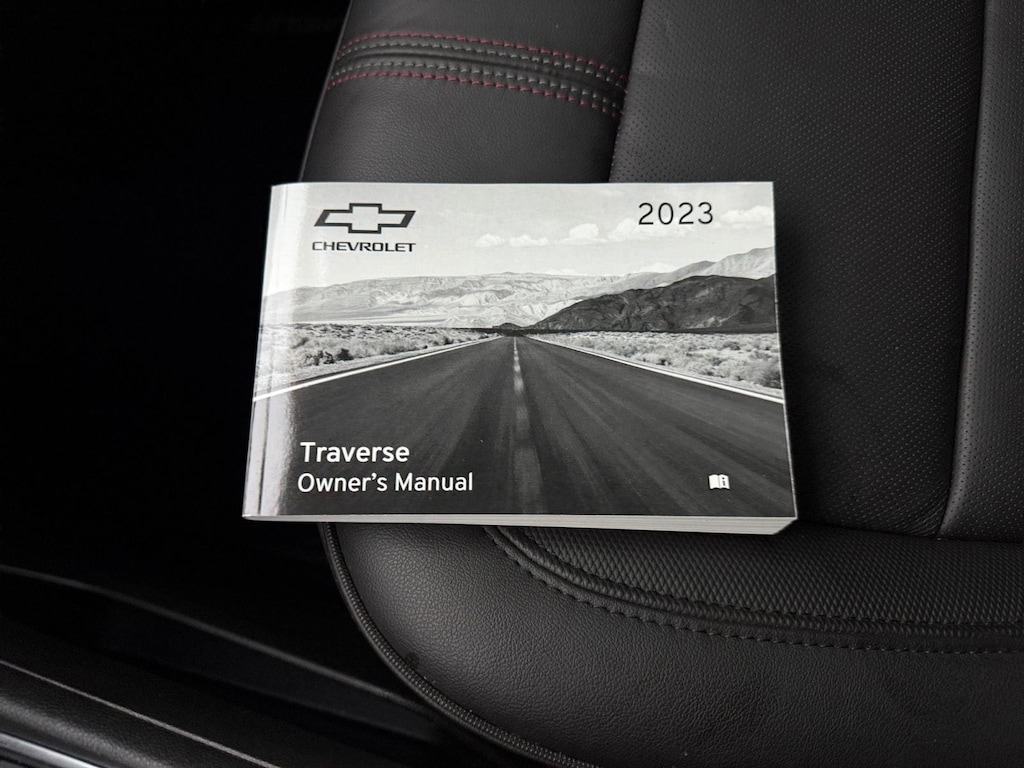 CHEVROLET
2023
Traverse
Owner's Manual